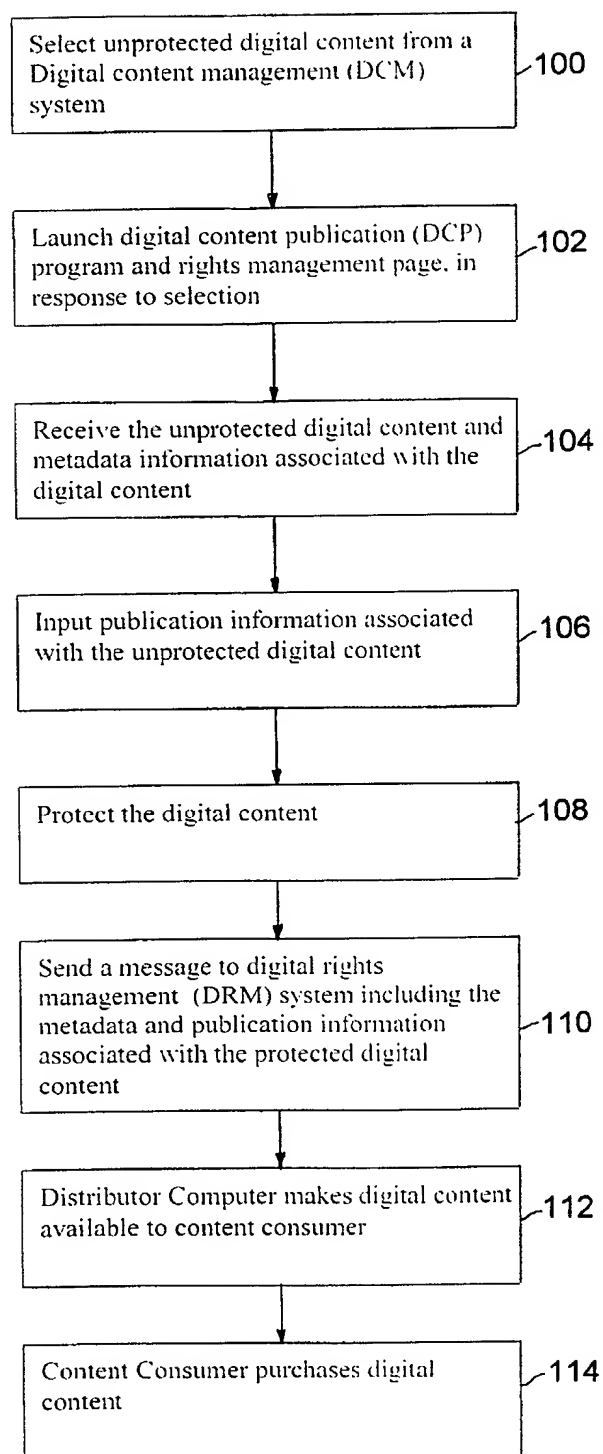 Select unprotected digital content from a
Digital content management (DCM)
system
100
Launch digital content publication (DCP)
program and rights management page, in
response to selection
102
Receive the unprotected digital content and
metadata information associated with the
digital content
104
Input publication information associated
with the unprotected digital content
106
Protect the digital content
108
Send a message to digital rights
management (DRM) system including the
metadata and publication information
associated with the protected digital
content
110
Distributor Computer makes digital content
available to content consumer
112
Content Consumer purchases digital
content
114